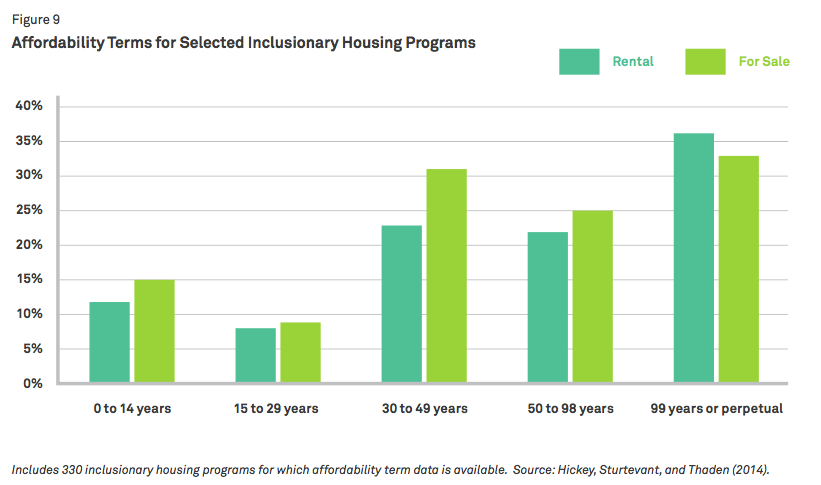 Figure 9
Affordability Terms for Selected Inclusionary Housing Programs
Rental
For Sale
40%
35%
30%
25%
20%
15%
10%
5%
0%
0 to 14 years
15 to 29 years
30 to 49 years
50 to 98 years
99 years or perpetual
Includes 330 inclusionary housing programs for which affordability term data is available. Source: Hickey, Sturtevant, and Thaden (2014).